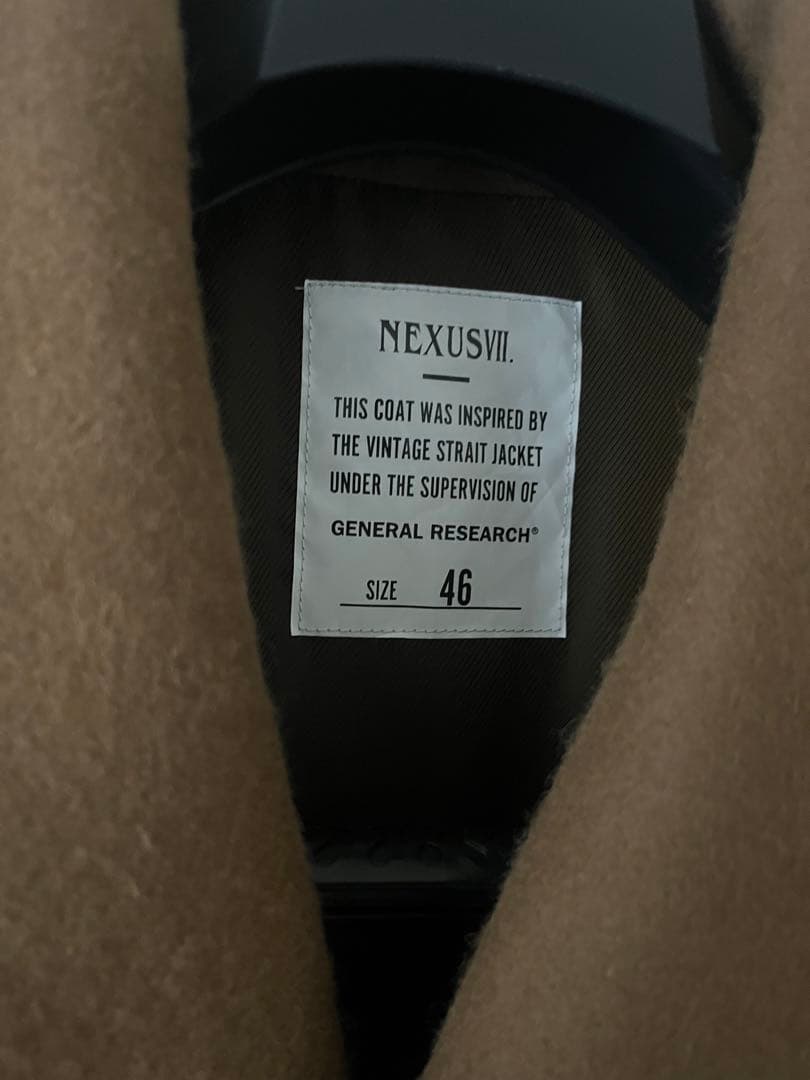 NEXUSVII.
THIS COAT WAS INSPIRED BY
THE VINTAGE STRAIT JACKET
UNDER THE SUPERVISION OF
GENERAL RESEARCH®
SIZE 46